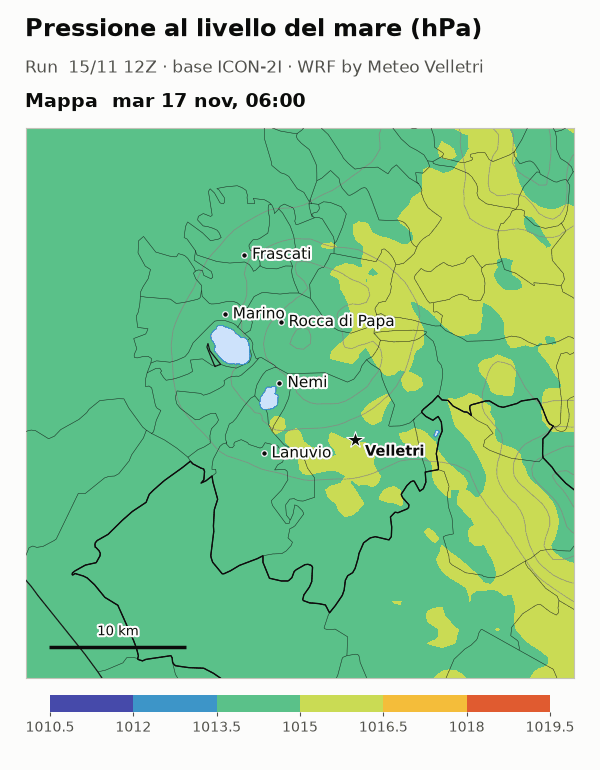 Pressione al livello del mare (hPa)
Run  15/11 12Z · base ICON-2I · WRF by Meteo Velletri
Mappa  mar 17 nov, 06:00
Frascati
Marino
Rocca di Papa
Nemi
Lanuvio
Velletri
10 km
1010.5 1012 1013.5 1015 1016.5 1018 1019.5